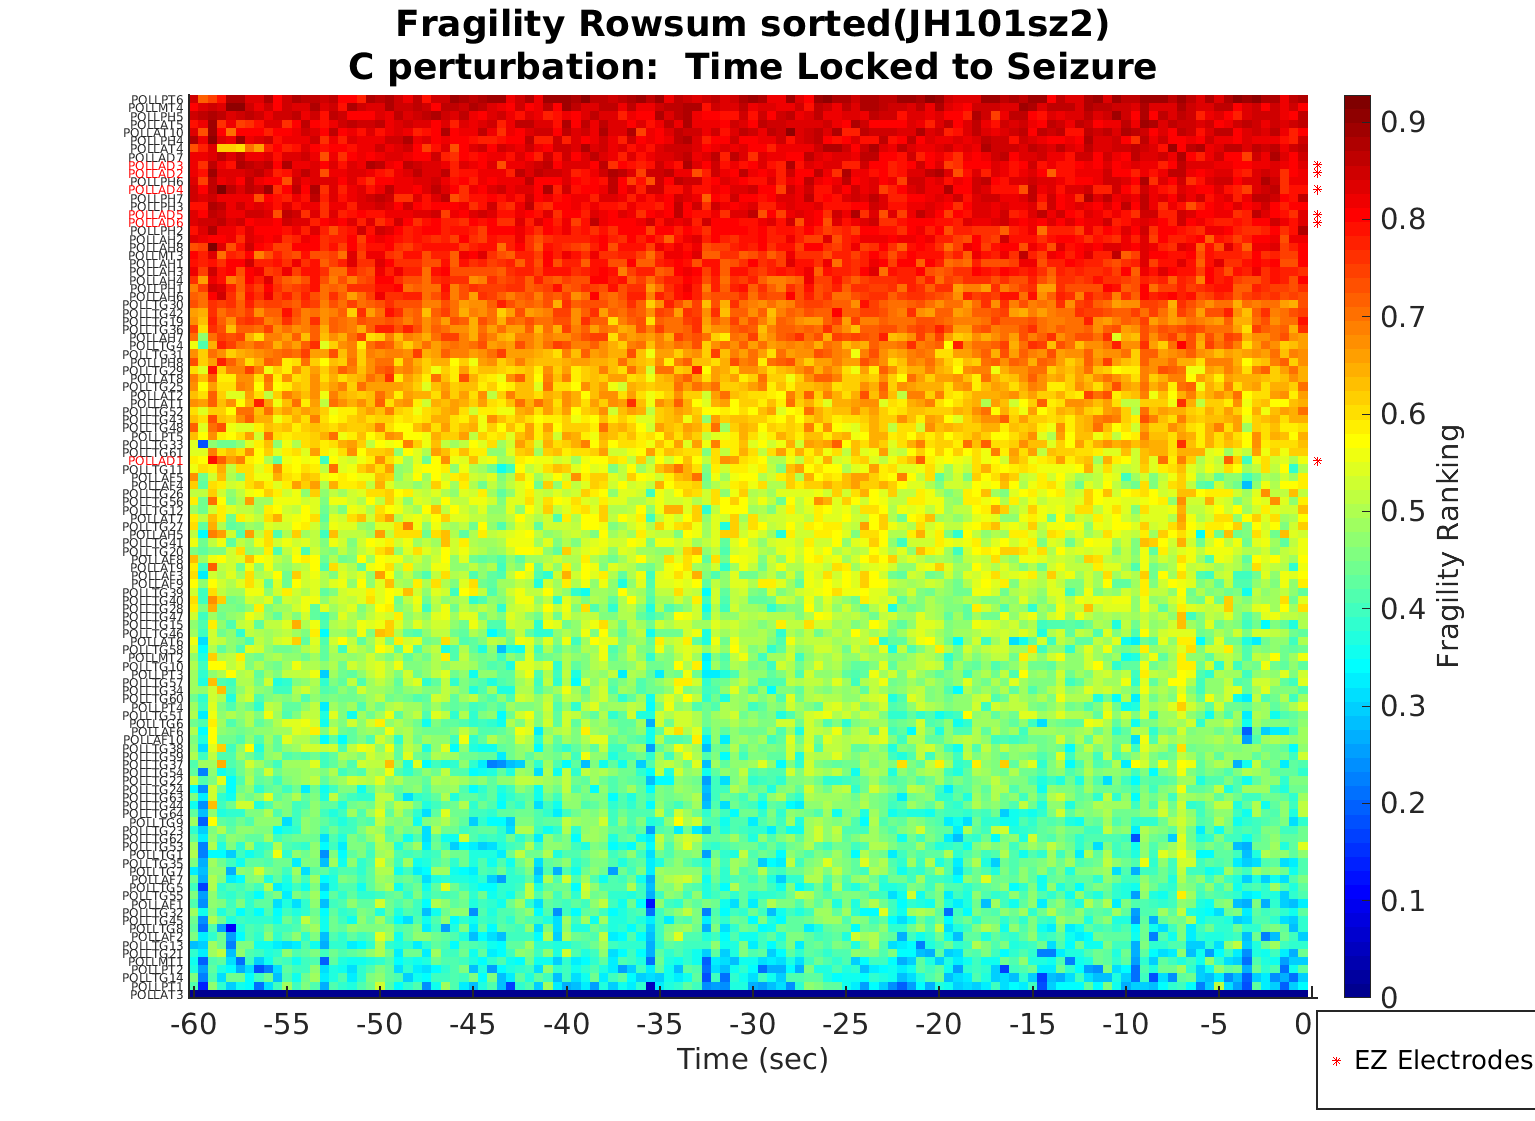 Fragility Rowsum sorted(JH101sz2)
C perturbation:  Time Locked to Seizure
POLLPT6
POLLMT4
POLLPH5
POLLAT5
POLLAT10
POLLPH4
POLLAT4
POLLAD7
POLLAD3
POLLAD2
POLLPH6
POLLAD4
POLLPH7
POLLPH3
POLLAD5
POLLAD6
POLLPH2
POLLAH2
POLLAH8
POLLMT3
POLLAH1
POLLAH3
POLLAH4
POLLPH1
POLLAH6
POLLTG30
POLLTG42
POLLTG19
POLLTG36
POLLAH7
POLLTG4
POLLTG31
POLLPH8
POLLTG29
POLLAT8
POLLTG25
POLLAT2
POLLAT1
POLLTG52
POLLTG43
POLLTG48
POLLPT5
POLLTG33
POLLTG61
POLLAD1
POLLTG11
POLLAF5
POLLAF4
POLLTG26
POLLTG56
POLLTG12
POLLAT7
POLLTG27
POLLAH5
POLLTG41
POLLTG20
POLLAF8
POLLAT9
POLLAF3
POLLAF9
POLLTG39
POLLTG40
POLLTG28
POLLTG47
POLLTG15
POLLTG46
POLLAT6
POLLTG58
POLLMT2
POLLTG10
POLLPT3
POLLTG57
POLLTG34
POLLTG60
POLLPT4
POLLTG51
POLLTG6
POLLAF6
POLLAF10
POLLTG38
POLLTG59
POLLTG37
POLLTG54
POLLTG22
POLLTG24
POLLTG63
POLLTG44
POLLTG64
POLLTG9
POLLTG23
POLLTG62
POLLTG53
POLLTG1
POLLTG35
POLLTG7
POLLAF7
POLLTG5
POLLTG55
POLLAF1
POLLTG32
POLLTG45
POLLTG8
POLLAF2
POLLTG13
POLLTG21
POLLMT1
POLLPT2
POLLTG14
POLLPT1
POLLAT3
-60 -55 -50 -45 -40 -35 -30 -25 -20 -15 -10 -5 0
Time (sec)
0.9
0.8
0.7
0.6
0.5
0.4
0.3
0.2
0.1
0
Fragility Ranking
EZ Electrodes